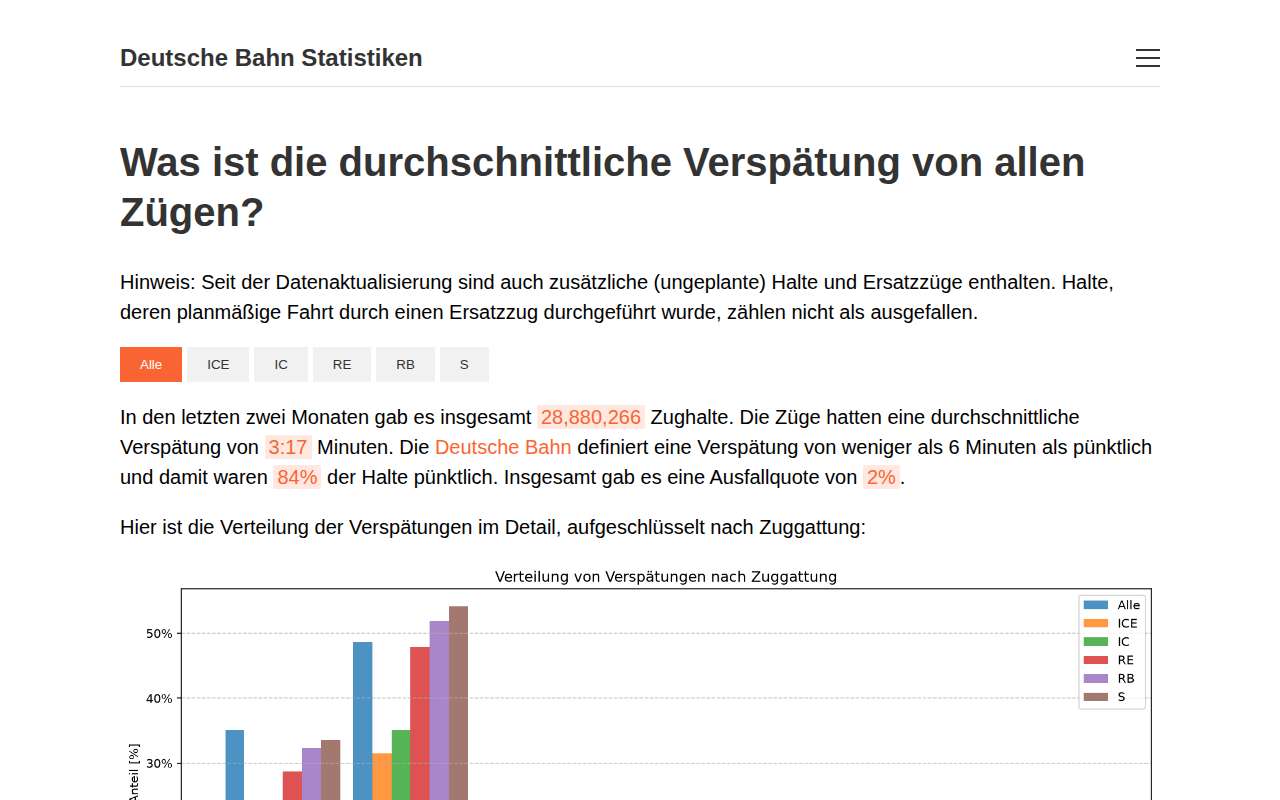 Deutsche Bahn Statistiken
Was ist die durchschnittliche Verspätung von allen
Zügen?
Hinweis: Seit der Datenaktualisierung sind auch zusätzliche (ungeplante) Halte und Ersatzzüge enthalten. Halte,
deren planmäßige Fahrt durch einen Ersatzzug durchgeführt wurde, zählen nicht als ausgefallen.
Alle ICE IC RE RB S
In den letzten zwei Monaten gab es insgesamt 28,880,266 Zughalte. Die Züge hatten eine durchschnittliche
Verspätung von 3:17 Minuten. Die Deutsche Bahn definiert eine Verspätung von weniger als 6 Minuten als pünktlich
und damit waren 84% der Halte pünktlich. Insgesamt gab es eine Ausfallquote von 2%.
Hier ist die Verteilung der Verspätungen im Detail, aufgeschlüsselt nach Zuggattung:
Verteilung von Verspätungen nach Zuggattung
Alle
ICE
IC
RE
RB
S
50%
40%
30%
Anteil [%]